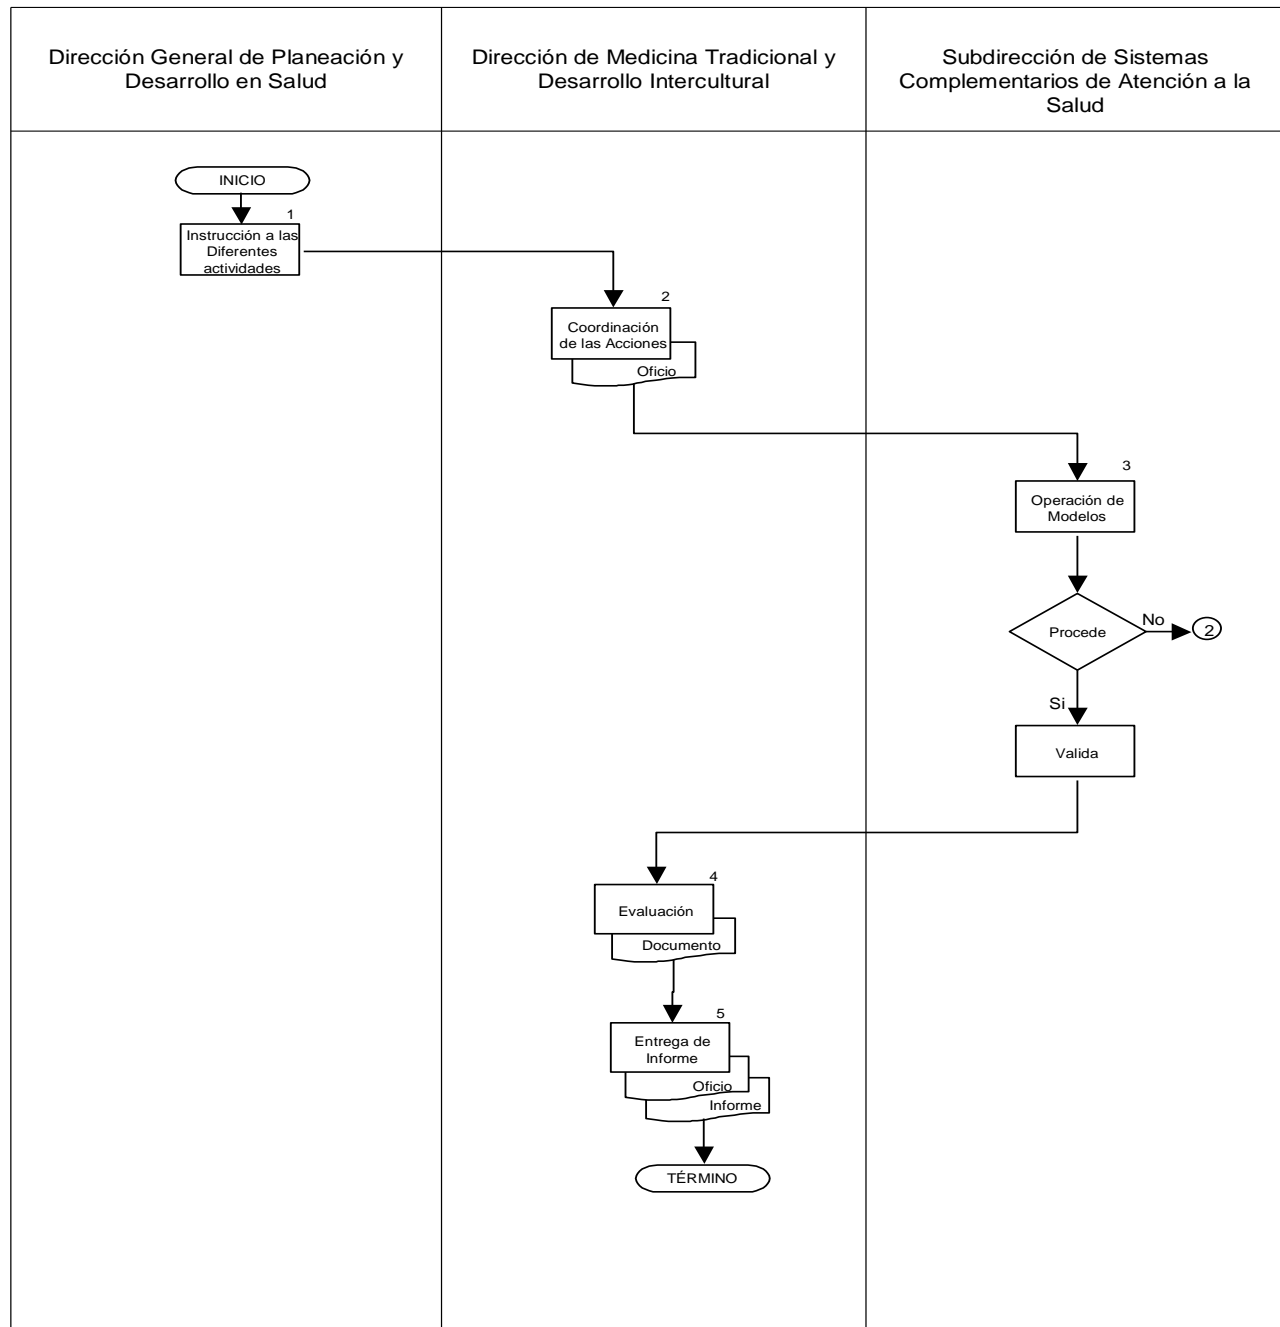 Dirección General de Planeación y
Desarrollo en Salud
Dirección de Medicina Tradicional y
Desarrollo Intercultural
Subdirección de Sistemas
Complementarios de Atención a la
Salud
INICIO
1
Instrucción a las
Diferentes
actividades
2
Coordinación
de las Acciones
Oficio
3
Operación de
Modelos
Procede
No
2
Si
Valida
4
Evaluación
Documento
5
Entrega de
Informe
Oficio
Informe
TÉRMINO